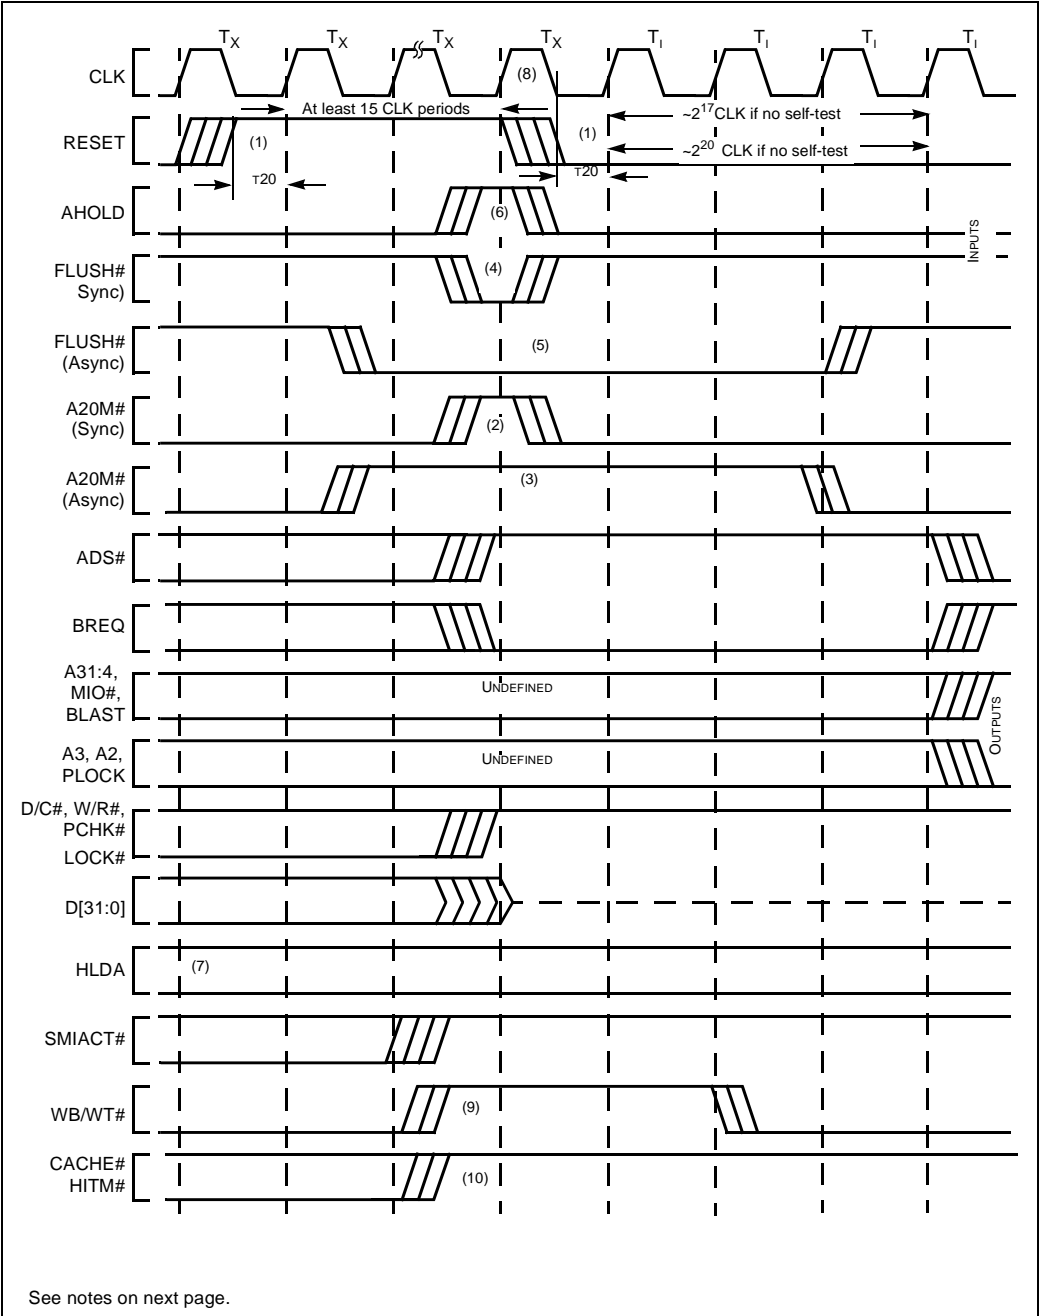 TX TX TX TX TI TI TI TI
CLK
(8)
At least 15 CLK periods
~2^17 CLK if no self-test
RESET
(1)
(1)
~2^20 CLK if no self-test
T20
T20
AHOLD
(6)
INPUTS
FLUSH#
Sync)
(4)
FLUSH#
(Async)
(5)
A20M#
(Sync)
(2)
A20M#
(Async)
(3)
ADS#
BREQ
A31:4,
MIO#,
BLAST
UNDEFINED
OUTPUTS
A3, A2,
PLOCK
UNDEFINED
D/C#, W/R#,
PCHK#
LOCK#
D[31:0]
HLDA
(7)
SMIACT#
WB/WT#
(9)
CACHE#
HITM#
(10)
See notes on next page.